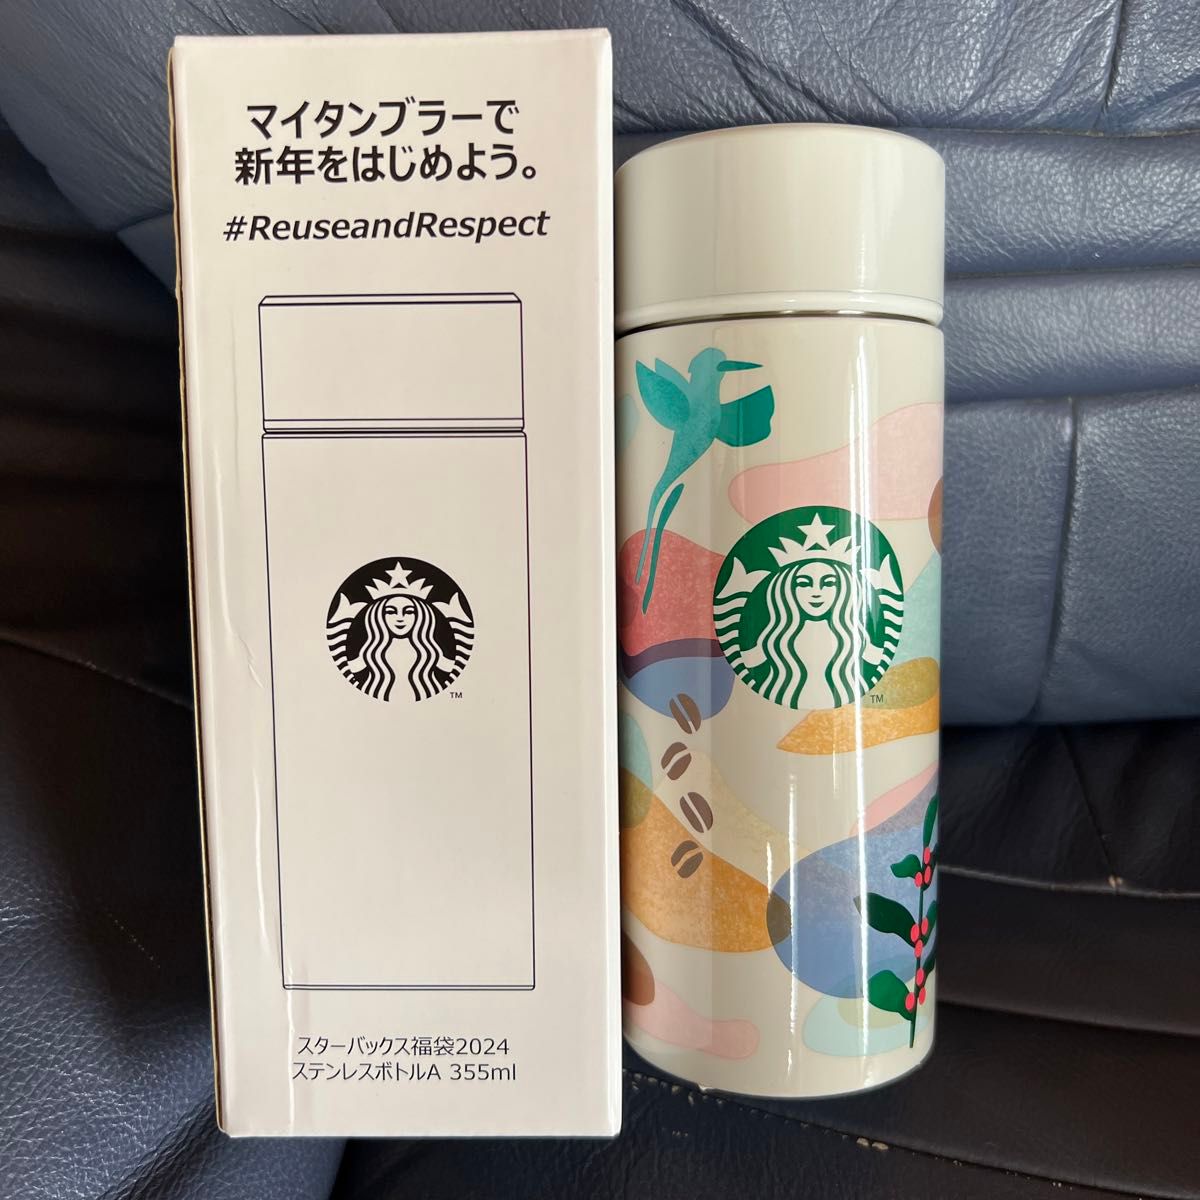 マイタンブラーで
新年をはじめよう。
#ReuseandRespect
TM
TM
スターバックス福袋2024
ステンレスボトルA 355ml